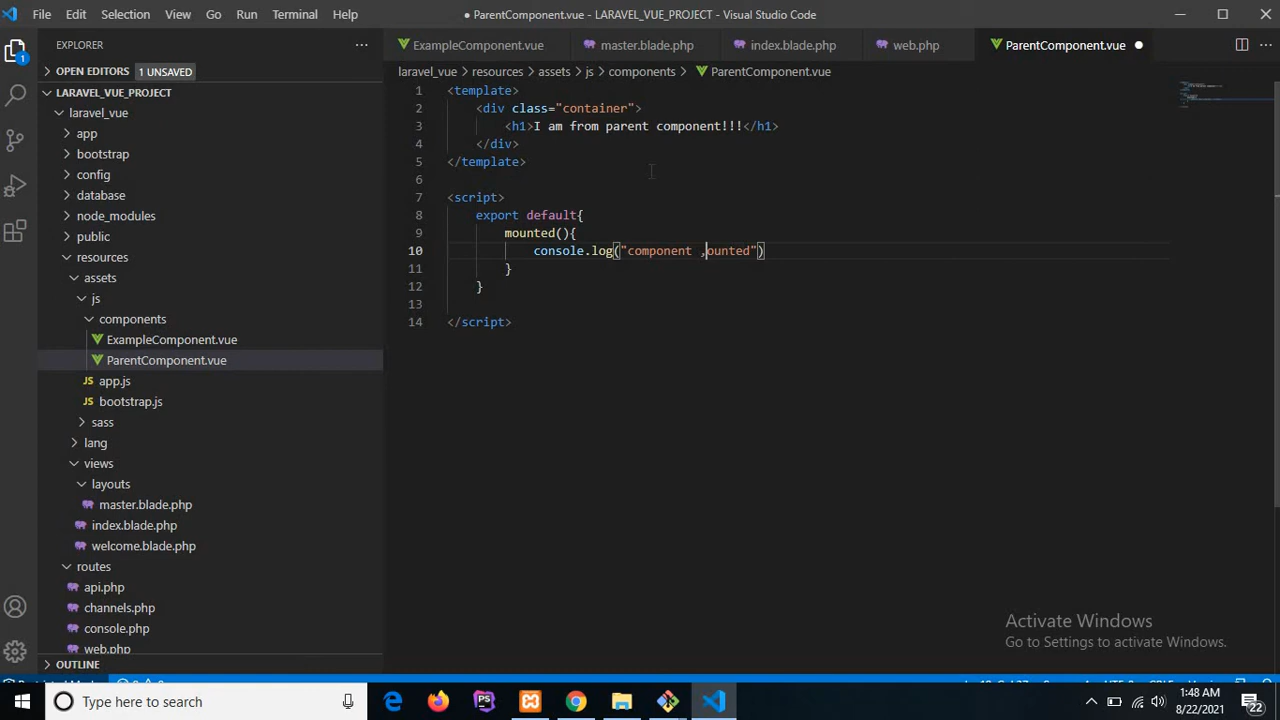 File Edit Selection View Go Run Terminal Help
● ParentComponent.vue - LARAVEL_VUE_PROJECT - Visual Studio Code
EXPLORER
ExampleComponent.vue master.blade.php index.blade.php web.php ParentComponent.vue
1
OPEN EDITORS 1 UNSAVED
laravel_vue > resources > assets > js > components > ParentComponent.vue
LARAVEL_VUE_PROJECT
laravel_vue
app
bootstrap
config
database
node_modules
public
resources
assets
js
components
ExampleComponent.vue
ParentComponent.vue
JS app.js
JS bootstrap.js
sass
lang
views
layouts
master.blade.php
index.blade.php
welcome.blade.php
routes
api.php
channels.php
console.php
web.php
OUTLINE
1 <template>
2 <div class="container">
3 <h1>I am from parent component!!!</h1>
4 </div>
5 </template>
6
7 <script>
8 export default{
9 mounted(){
10 console.log("component ,ounted")
11 }
12 }
13
14 </script>
Activate Windows
Go to Settings to activate Windows.
Type here to search
PS
1:48 AM
8/22/2021
22